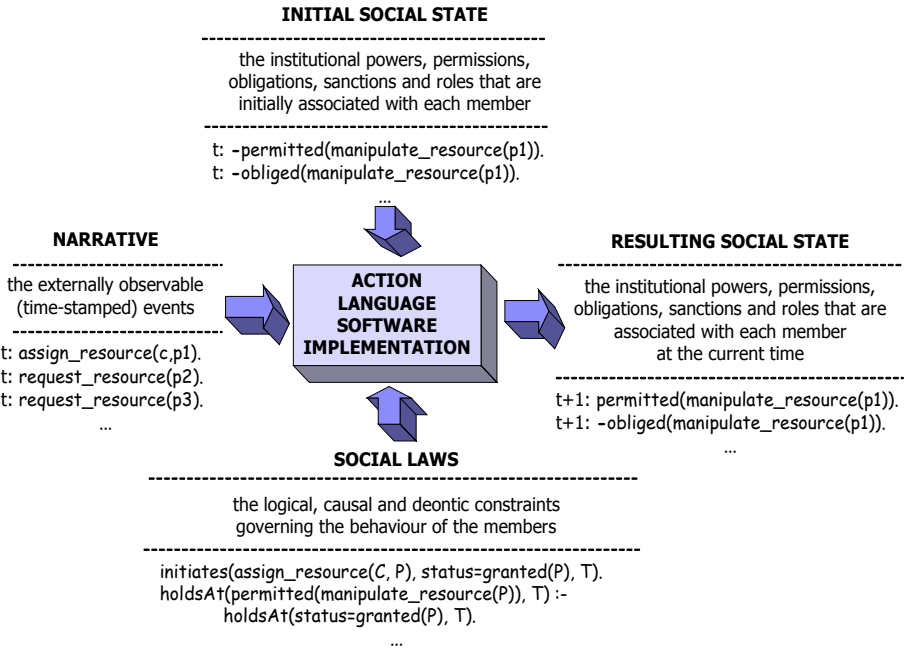 INITIAL SOCIAL STATE
the institutional powers, permissions,
obligations, sanctions and roles that are
initially associated with each member
t: -permitted(manipulate_resource(p1)).
t: -obliged(manipulate_resource(p1)).
...
NARRATIVE
the externally observable
(time-stamped) events
t: assign_resource(c,p1).
t: request_resource(p2).
t: request_resource(p3).
...
ACTION
LANGUAGE
SOFTWARE
IMPLEMENTATION
RESULTING SOCIAL STATE
the institutional powers, permissions,
obligations, sanctions and roles that are
associated with each member
at the current time
t+1: permitted(manipulate_resource(p1)).
t+1: -obliged(manipulate_resource(p1)).
...
SOCIAL LAWS
the logical, causal and deontic constraints
governing the behaviour of the members
initiates(assign_resource(C, P), status=granted(P), T).
holdsAt(permitted(manipulate_resource(P)), T) :-
holdsAt(status=granted(P), T).
...